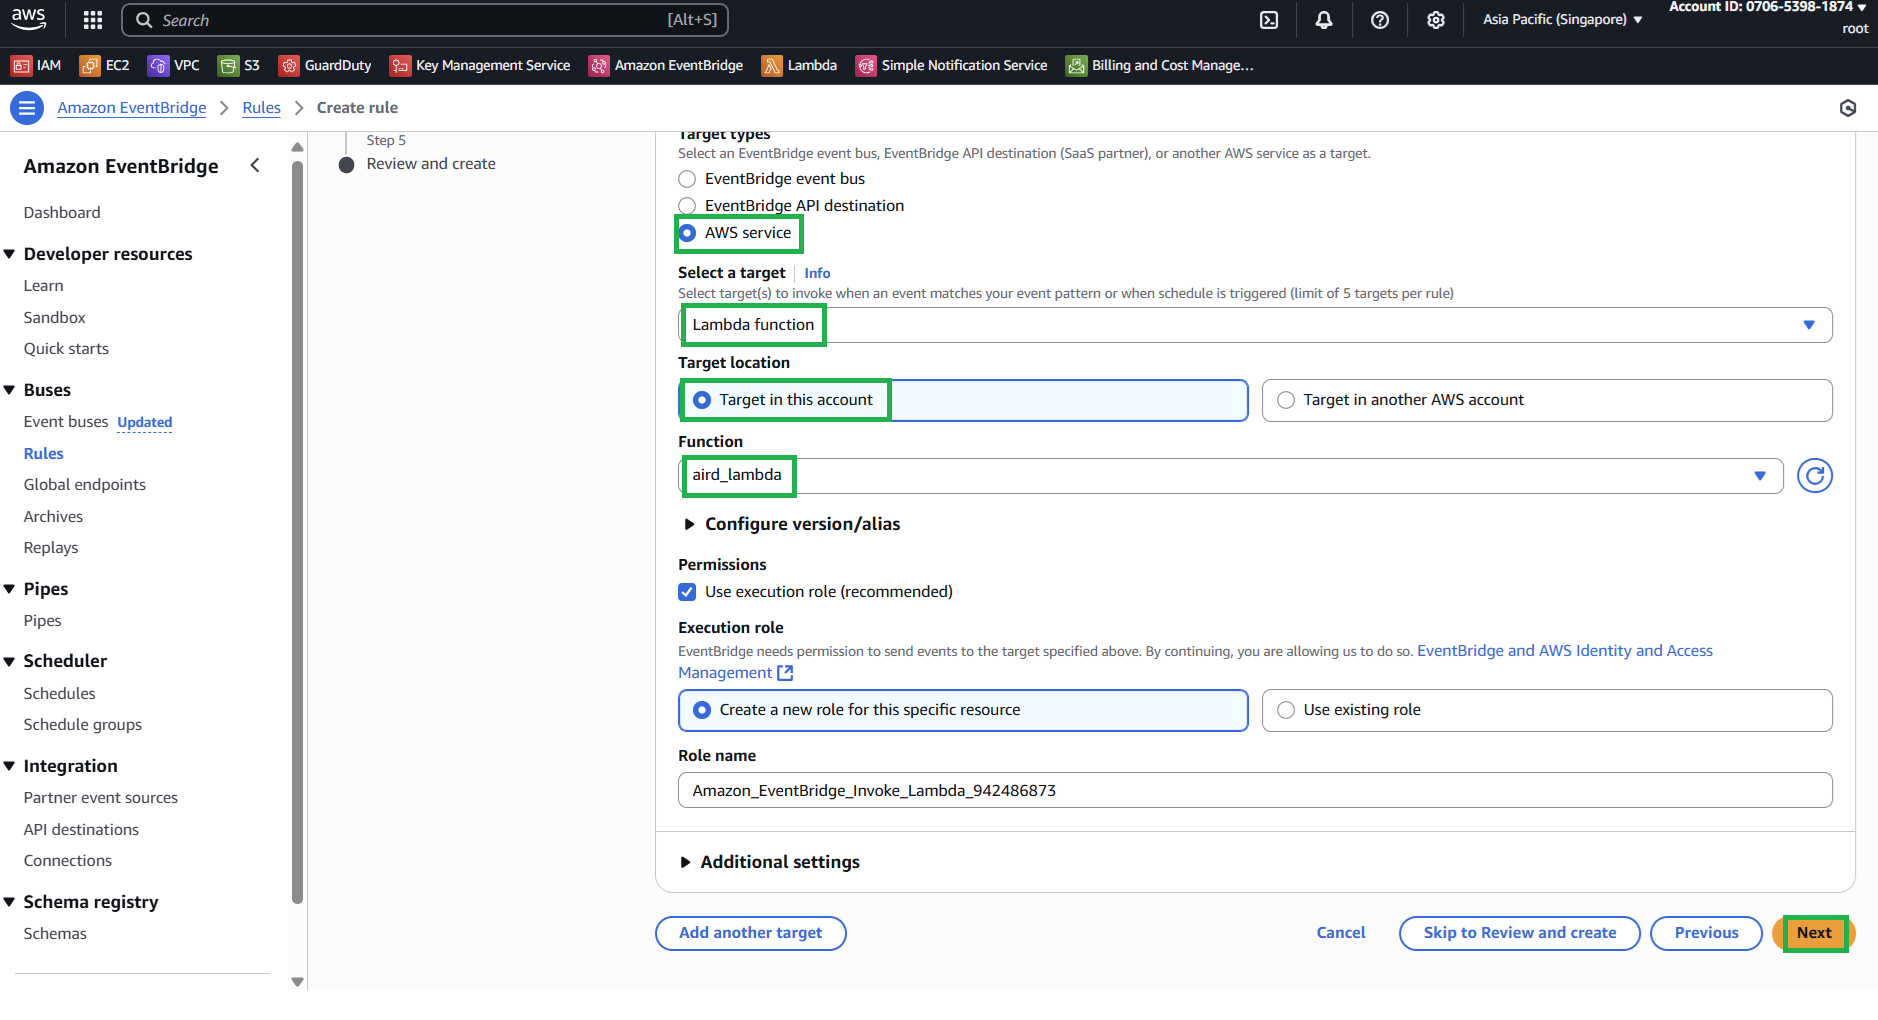 aws
Search
[Alt+S]
Asia Pacific (Singapore)
Account ID: 0706-5398-1874
root
IAM
EC2
VPC
S3
GuardDuty
Key Management Service
Amazon EventBridge
Lambda
Simple Notification Service
Billing and Cost Manage...
Amazon EventBridge
Rules
Create rule
Amazon EventBridge
Dashboard
Developer resources
Learn
Sandbox
Quick starts
Buses
Event buses Updated
Rules
Global endpoints
Archives
Replays
Pipes
Pipes
Scheduler
Schedules
Schedule groups
Integration
Partner event sources
API destinations
Connections
Schema registry
Schemas
Step 5
Review and create
Target types
Select an EventBridge event bus, EventBridge API destination (SaaS partner), or another AWS service as a target.
EventBridge event bus
EventBridge API destination
AWS service
Select a target Info
Select target(s) to invoke when an event matches your event pattern or when schedule is triggered (limit of 5 targets per rule)
Lambda function
Target location
Target in this account
Target in another AWS account
Function
aird_lambda
Configure version/alias
Permissions
Use execution role (recommended)
Execution role
EventBridge needs permission to send events to the target specified above. By continuing, you are allowing us to do so. EventBridge and AWS Identity and Access
Management
Create a new role for this specific resource
Use existing role
Role name
Amazon_EventBridge_Invoke_Lambda_942486873
Additional settings
Add another target
Cancel
Skip to Review and create
Previous
Next